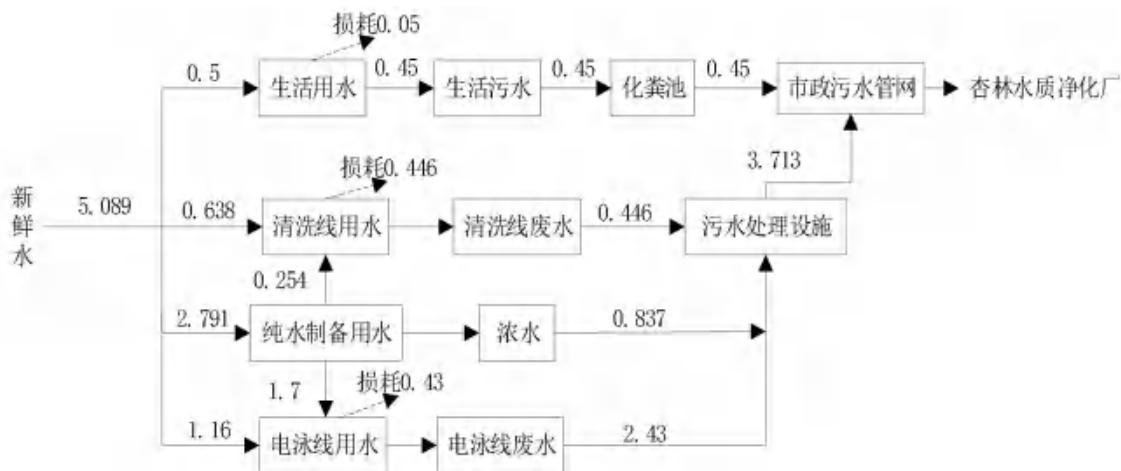 损耗0.05
0.5
生活用水
0.45
生活污水
0.45
化粪池
0.45
市政污水管网
杏林水质净化厂
3.713
损耗0.446
新鲜水
5.089
0.638
清洗线用水
清洗线废水
0.446
污水处理设施
0.254
2.791
纯水制备用水
浓水
0.837
1.7
损耗0.43
1.16
电泳线用水
电泳线废水
2.43